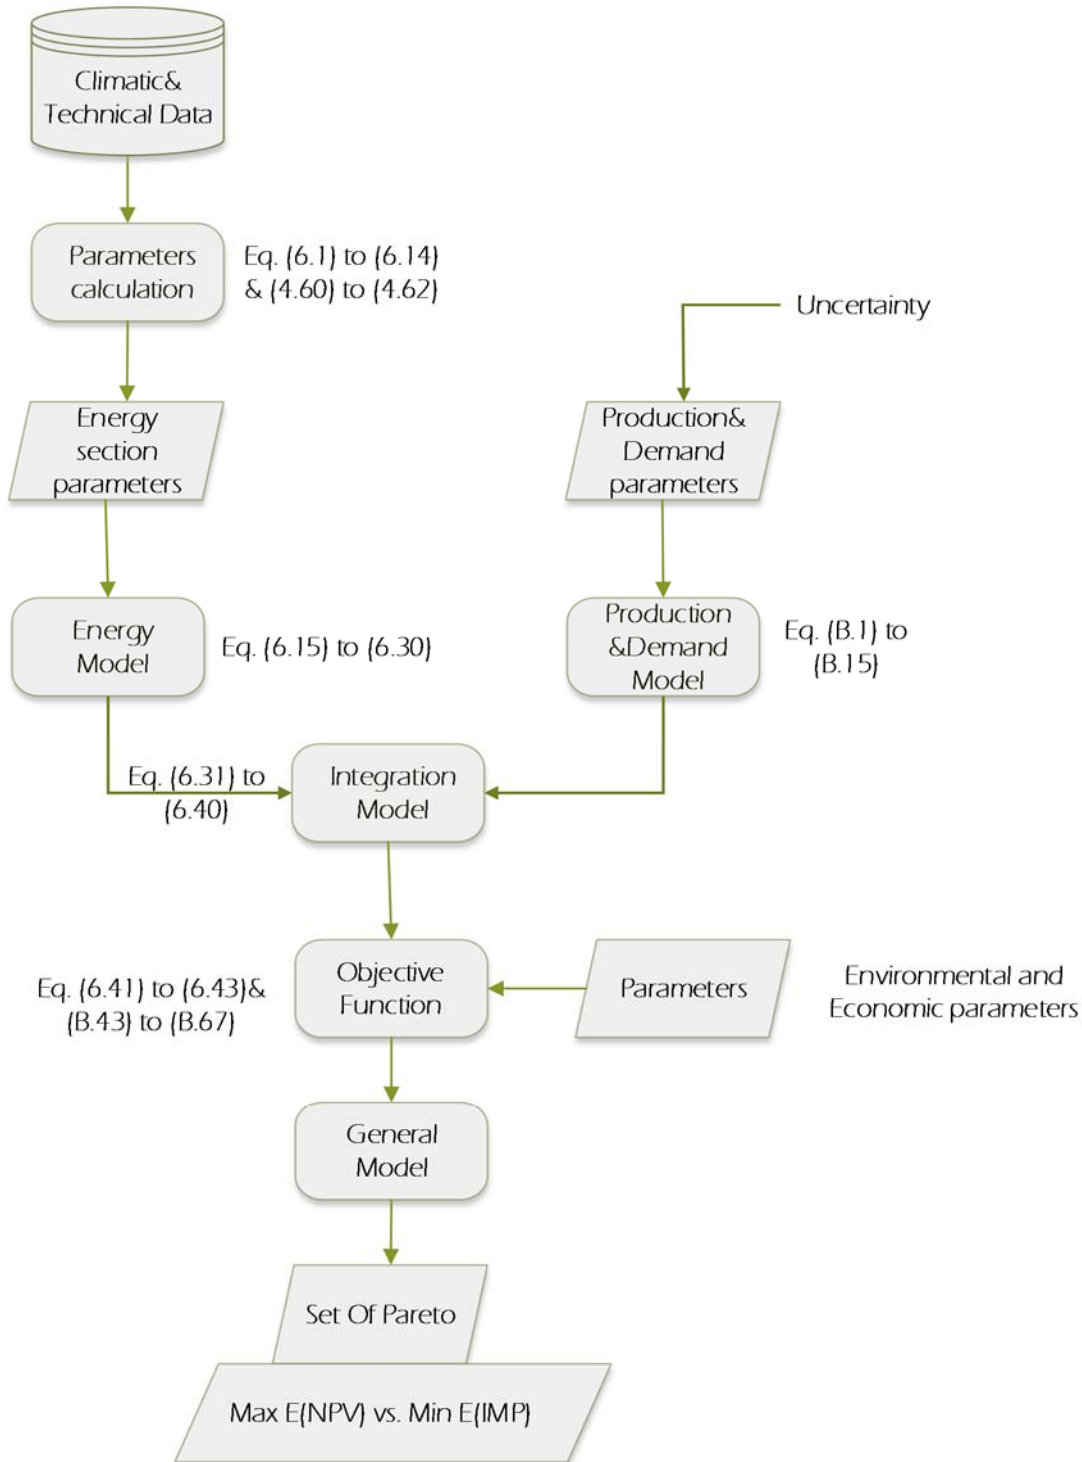 Climatic&
Technical Data
Parameters
calculation
Eq. (6.1) to (6.14)
& (4.60) to (4.62)
Uncertainty
Energy
section
parameters
Production&
Demand
parameters
Energy
Model
Eq. (6.15) to (6.30)
Production
&Demand
Model
Eq. (B.1) to
(B.15)
Eq. (6.31) to
(6.40)
Integration
Model
Eq. (6.41) to (6.43)&
(B.43) to (B.67)
Objective
Function
Parameters
Environmental and
Economic parameters
General
Model
Set Of Pareto
Max E(NPV) vs. Min E(IMP)